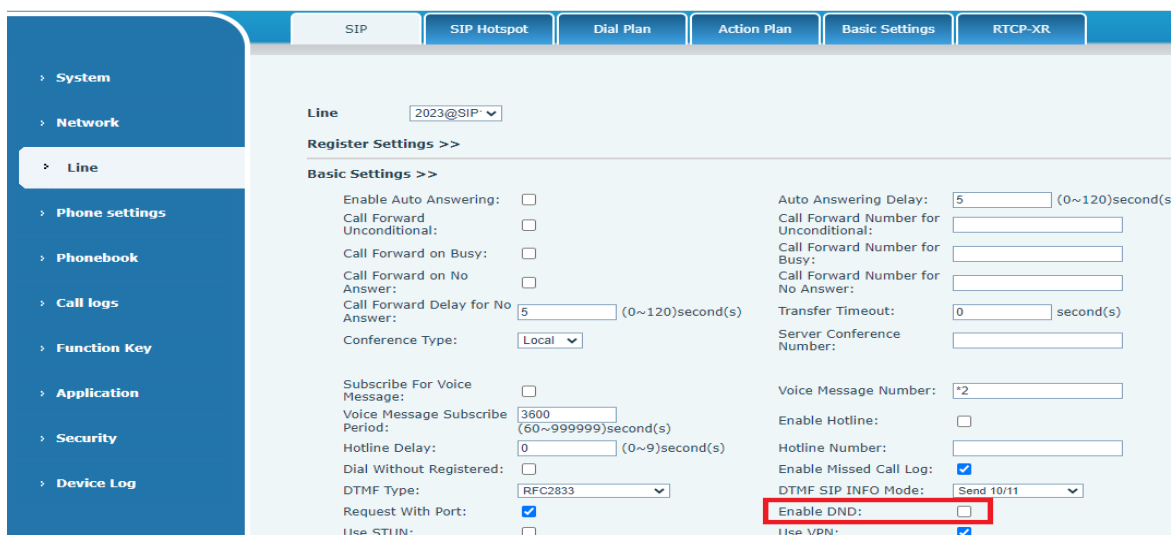 SIP
SIP Hotspot
Dial Plan
Action Plan
Basic Settings
RTCP-XR
› System
› Network
› Line
› Phone settings
› Phonebook
› Call logs
› Function Key
› Application
› Security
› Device Log
Line 2023@SIP
Register Settings >>
Basic Settings >>
Enable Auto Answering:
Auto Answering Delay: 5 (0~120)second(s
Call Forward
Unconditional:
Call Forward Number for
Unconditional:
Call Forward on Busy:
Call Forward Number for
Busy:
Call Forward on No
Answer:
Call Forward Number for
No Answer:
Call Forward Delay for No
Answer: 5 (0~120)second(s)
Transfer Timeout: 0 second(s)
Conference Type: Local
Server Conference
Number:
Subscribe For Voice
Message:
Voice Message Number: *2
Voice Message Subscribe
Period: 3600
(60~999999)second(s)
Enable Hotline:
Hotline Delay: 0 (0~9)second(s)
Hotline Number:
Dial Without Registered:
Enable Missed Call Log:
DTMF Type: RFC2833
DTMF SIP INFO Mode: Send 10/11
Request With Port:
Enable DND:
Use STUN:
Use VPN: